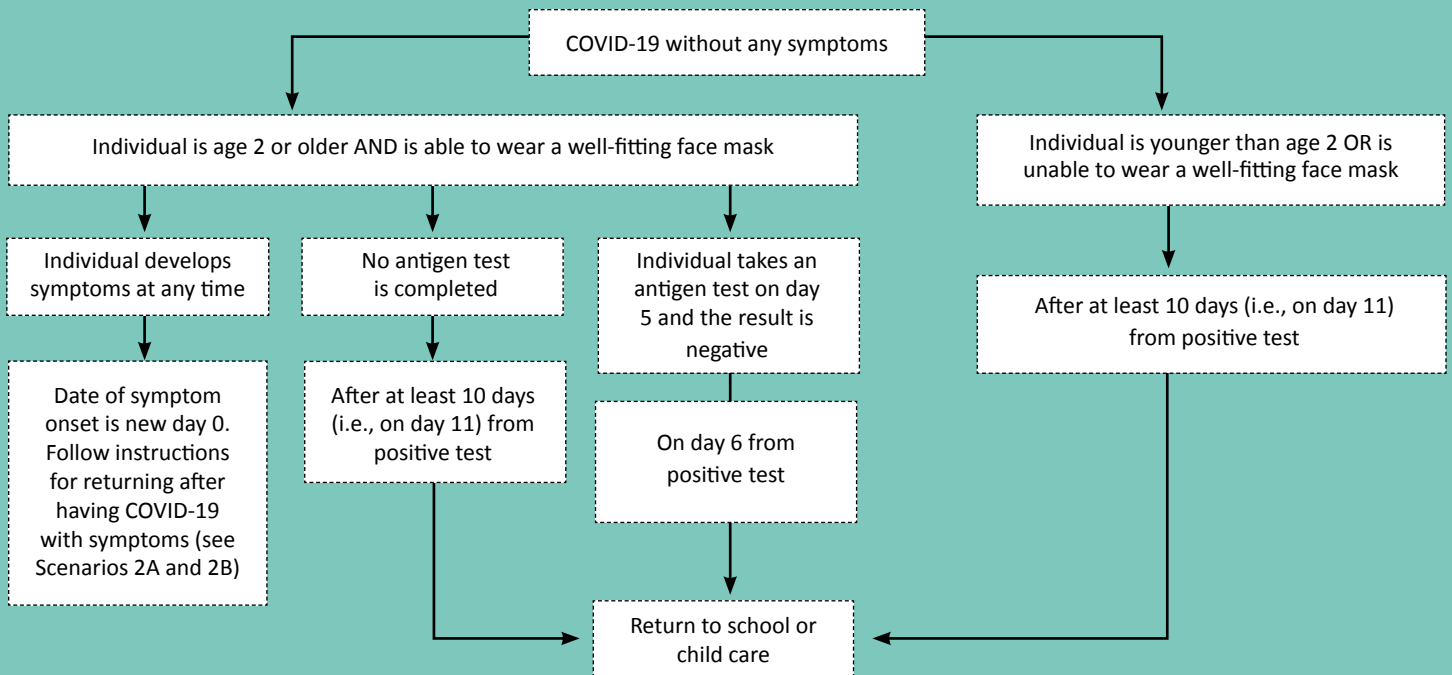 COVID-19 without any symptoms
Individual is age 2 or older AND is able to wear a well-fitting face mask
Individual is younger than age 2 OR is
unable to wear a well-fitting face mask
Individual develops
symptoms at any time
No antigen test
is completed
Individual takes an
antigen test on day
5 and the result is
negative
After at least 10 days (i.e., on day 11)
from positive test
Date of symptom
onset is new day 0.
Follow instructions
for returning after
having COVID-19
with symptoms (see
Scenarios 2A and 2B)
After at least 10 days
(i.e., on day 11) from
positive test
On day 6 from
positive test
Return to school or
child care